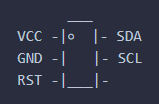 VCC -|o  |- SDA
GND -|   |- SCL
RST -|___|-